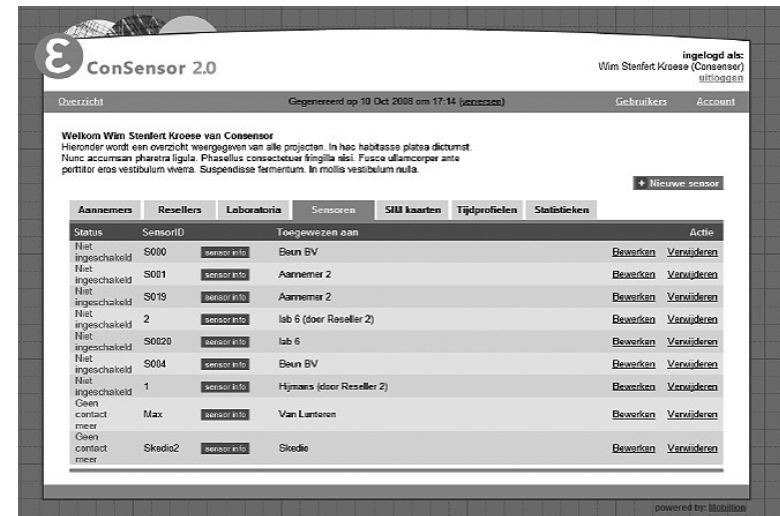 ε
ConSensor 2.0
ingelogd als:
Wim Stenfert Kroese (Consensor)
uitloggen
Overzicht Gegenereerd op 10 Oct 2008 om 17:14 (verversen) Gebruikers Account
Welkom Wim Stenfert Kroese van Consensor
Hieronder wordt een overzicht weergegeven van alle projecten. In hac habitasse platea dictumst.
Nunc accumsan pharetra ligula. Phasellus consectetuer fringilla nisi. Fusce ullamcorper ante
porttitor eros vestibulum viverra. Suspendisse fermentum. In mollis vestibulum nulla.
+ Nieuwe sensor
Aannemers Resellers Laboratoria Sensoren SIM kaarten Tijdprofielen Statistieken
Status SensorID Toegewezen aan Actie
Niet ingeschakeld S000 sensor info Beun BV Bewerken Verwijderen
Niet ingeschakeld S001 sensor info Aannemer 2 Bewerken Verwijderen
Niet ingeschakeld S019 sensor info Aannemer 2 Bewerken Verwijderen
Niet ingeschakeld 2 sensor info lab 6 (door Reseller 2) Bewerken Verwijderen
Niet ingeschakeld S0020 sensor info lab 6 Bewerken Verwijderen
Niet ingeschakeld S004 sensor info Beun BV Bewerken Verwijderen
Niet ingeschakeld 1 sensor info Hijmans (door Reseller 2) Bewerken Verwijderen
Geen contact meer Max sensor info Van Lunteren Bewerken Verwijderen
Geen contact meer Skedio2 sensor info Skedio Bewerken Verwijderen
powered by: Mobillion